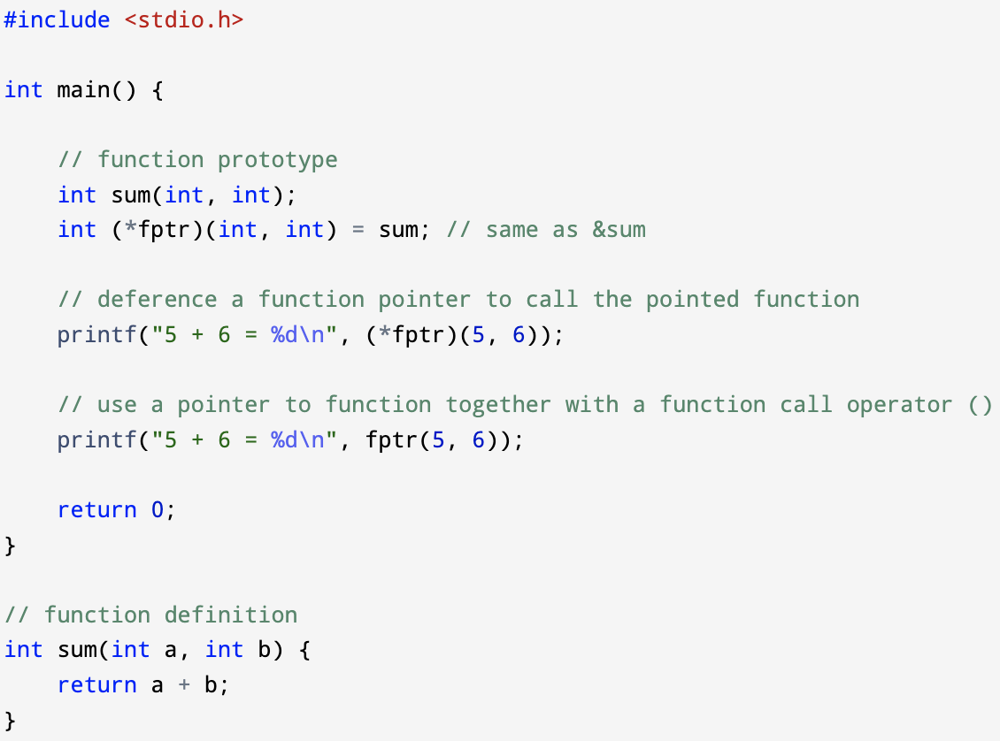 #include <stdio.h>
int main() {
    // function prototype
    int sum(int, int);
    int (*fptr)(int, int) = sum; // same as &sum
    // deference a function pointer to call the pointed function
    printf("5 + 6 = %d\n", (*fptr)(5, 6));
    // use a pointer to function together with a function call operator ()
    printf("5 + 6 = %d\n", fptr(5, 6));
    return 0;
}
// function definition
int sum(int a, int b) {
    return a + b;
}